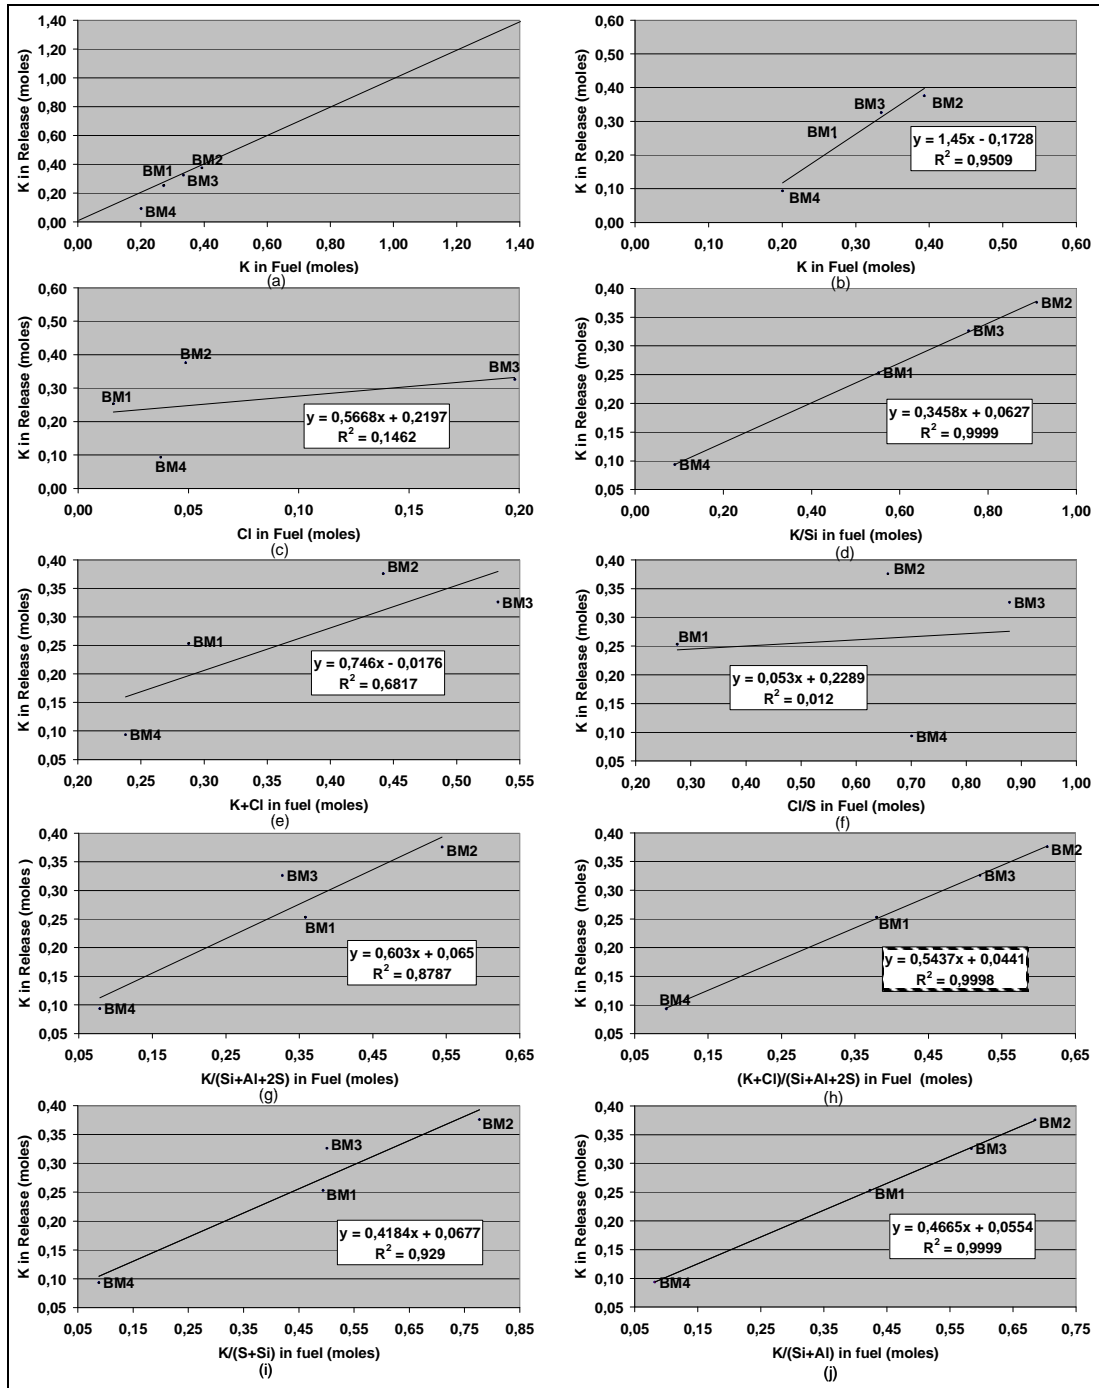 K in Release (moles)
1,40
1,20
1,00
0,80
0,60
0,40
0,20
0,00
BM2
BM1
BM3
BM4
0,00 0,20 0,40 0,60 0,80 1,00 1,20 1,40
K in Fuel (moles)
(a)
K in Release (moles)
0,60
0,50
0,40
0,30
0,20
0,10
0,00
BM3
BM2
BM1
BM4
y = 1,45x - 0,1728
R² = 0,9509
0,00 0,10 0,20 0,30 0,40 0,50 0,60
K in Fuel (moles)
(b)
K in Release (moles)
0,60
0,50
0,40
0,30
0,20
0,10
0,00
BM2
BM3
BM1
BM4
y = 0,5668x + 0,2197
R² = 0,1462
0,00 0,05 0,10 0,15 0,20
Cl in Fuel (moles)
(c)
K in Release (moles)
0,40
0,35
0,30
0,25
0,20
0,15
0,10
0,05
BM2
BM3
BM1
BM4
y = 0,3458x + 0,0627
R² = 0,9999
0,00 0,20 0,40 0,60 0,80 1,00
K/Si in fuel (moles)
(d)
K in Release (moles)
0,40
0,35
0,30
0,25
0,20
0,15
0,10
0,05
BM2
BM3
BM1
BM4
y = 0,746x - 0,0176
R² = 0,6817
0,20 0,25 0,30 0,35 0,40 0,45 0,50 0,55
K+Cl in fuel (moles)
(e)
K in Release (moles)
0,40
0,35
0,30
0,25
0,20
0,15
0,10
0,05
BM2
BM3
BM1
BM4
y = 0,053x + 0,2289
R² = 0,012
0,20 0,30 0,40 0,50 0,60 0,70 0,80 0,90 1,00
Cl/S in Fuel (moles)
(f)
K in Release (moles )
0,40
0,35
0,30
0,25
0,20
0,15
0,10
0,05
BM2
BM3
BM1
BM4
y = 0,603x + 0,065
R² = 0,8787
0,05 0,15 0,25 0,35 0,45 0,55 0,65
K/(Si+Al+2S) in Fuel (moles)
(g)
K in Release (moles)
0,40
0,35
0,30
0,25
0,20
0,15
0,10
0,05
BM2
BM3
BM1
BM4
y = 0,5437x + 0,0441
R² = 0,9998
0,05 0,15 0,25 0,35 0,45 0,55 0,65
(K+Cl)/(Si+Al+2S) in Fuel (moles)
(h)
K in Release (moles)
0,40
0,35
0,30
0,25
0,20
0,15
0,10
0,05
BM2
BM3
BM1
BM4
y = 0,4184x + 0,0677
R² = 0,929
0,05 0,15 0,25 0,35 0,45 0,55 0,65 0,75 0,85
K/(S+Si) in fuel (moles)
(i)
K in Release (moles)
0,40
0,35
0,30
0,25
0,20
0,15
0,10
0,05
BM2
BM3
BM1
BM4
y = 0,4665x + 0,0554
R² = 0,9999
0,05 0,15 0,25 0,35 0,45 0,55 0,65 0,75
K/(Si+Al) in fuel (moles)
(j)